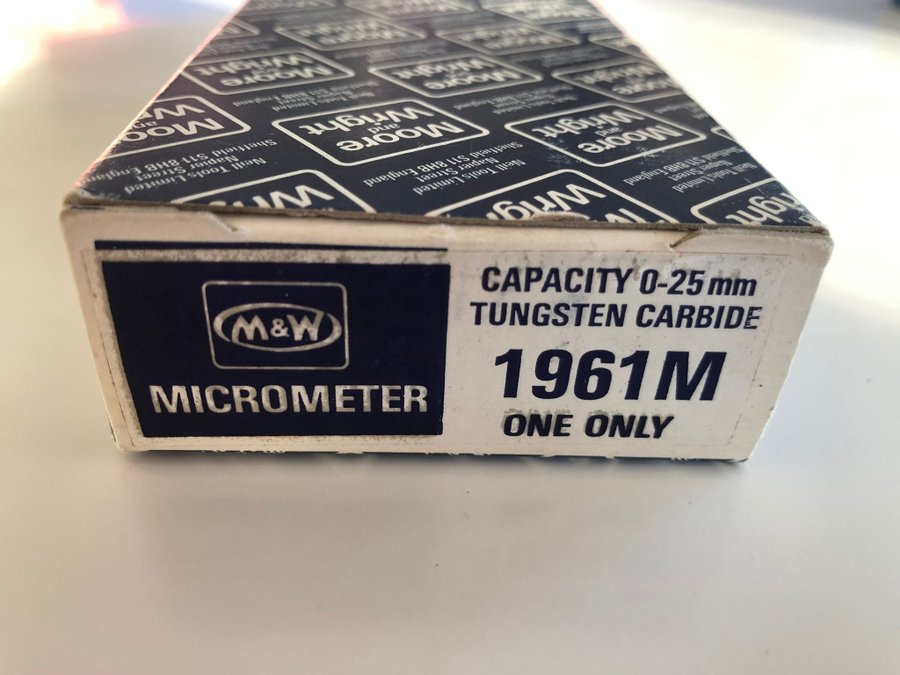 Moore
and
Wright
Neill Tools Limited
Napier Street
Sheffield S11 8HB England
M&W
MICROMETER
CAPACITY 0-25mm
TUNGSTEN CARBIDE
1961M
ONE ONLY